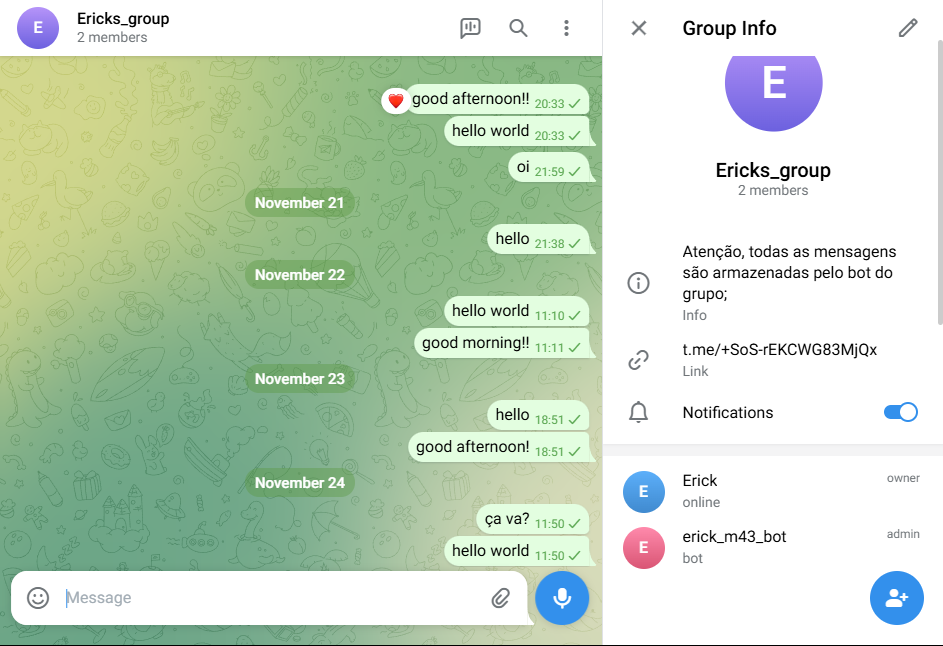 E
Ericks_group
2 members
good afternoon!! 20:33
hello world 20:33
oi 21:59
November 21
hello 21:38
November 22
hello world 11:10
good morning!! 11:11
November 23
hello 18:51
good afternoon! 18:51
November 24
ça va? 11:50
hello world 11:50
Message
Group Info
E
Ericks_group
2 members
Atenção, todas as mensagens
são armazenadas pelo bot do
grupo;
Info
t.me/+SoS-rEKCWG83MjQx
Link
Notifications
E
Erick
owner
online
E
erick_m43_bot
admin
bot